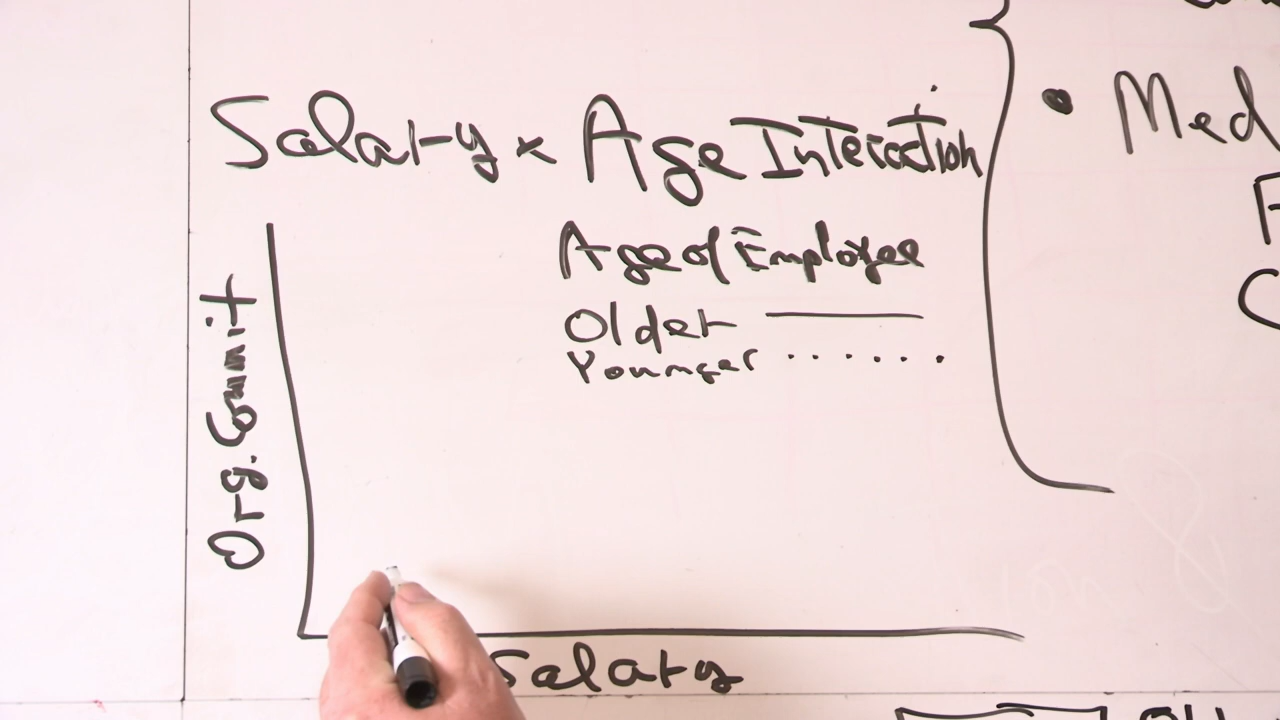 Salary x Age Interaction
Age of Employee
Older
Younger
Org. Commit
Salary
Med